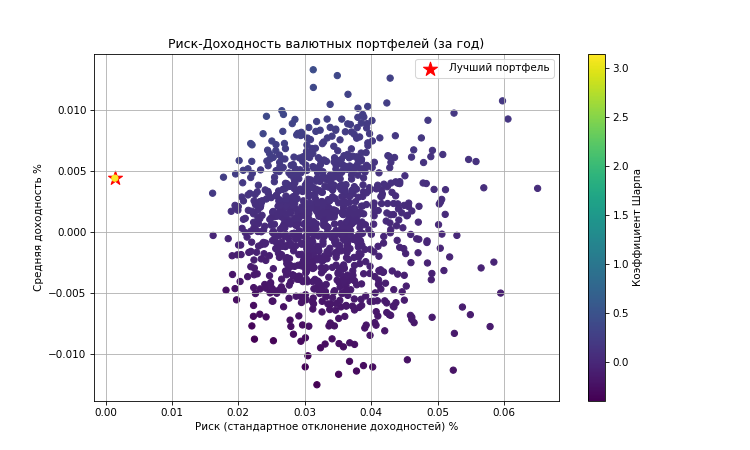 Риск-Доходность валютных портфелей (за год)
Лучший портфель
Средняя доходность %
0.010
0.005
0.000
−0.005
−0.010
0.00 0.01 0.02 0.03 0.04 0.05 0.06
Риск (стандартное отклонение доходностей) %
3.0
2.5
2.0
1.5
1.0
0.5
0.0
Коэффициент Шарпа